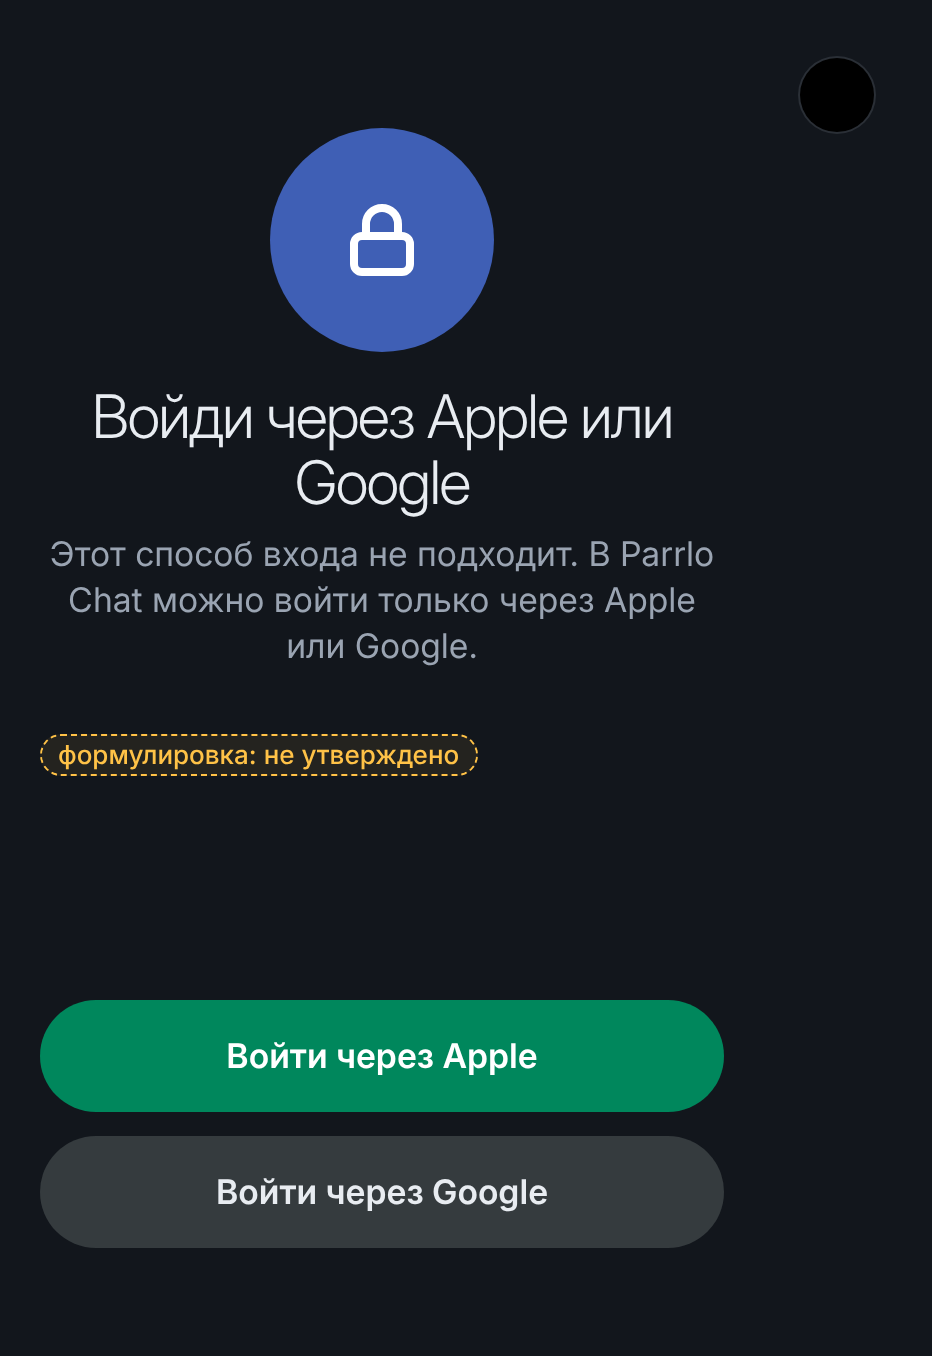 Войди через Apple или
Google
Этот способ входа не подходит. В Parrlo
Chat можно войти только через Apple
или Google.
формулировка: не утверждено
Войти через Apple
Войти через Google